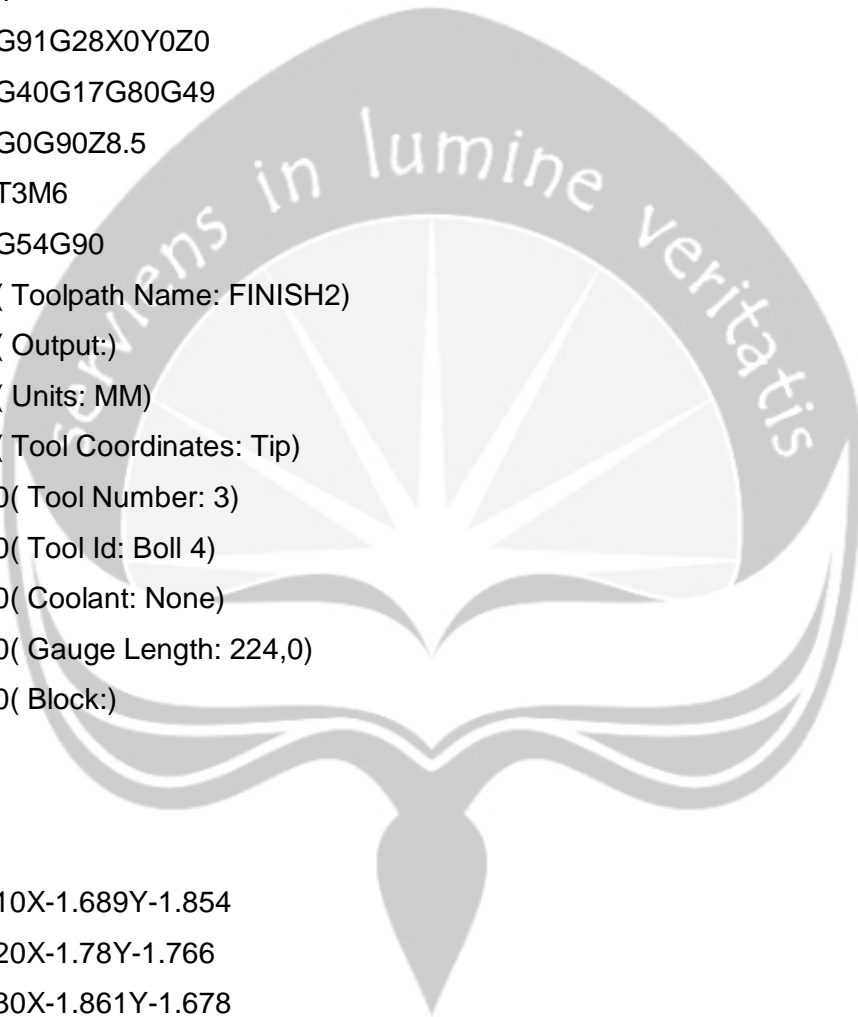 G91G28X0Y0Z0
G40G17G80G49
G0G90Z8.5
T3M6
G54G90
( Toolpath Name: FINISH2)
( Output:)
( Units: MM)
( Tool Coordinates: Tip)
0( Tool Number: 3)
0( Tool Id: Boll 4)
0( Coolant: None)
0( Gauge Length: 224,0)
0( Block:)
10X-1.689Y-1.854
20X-1.78Y-1.766
30X-1.861Y-1.678
serviens in lumine veritatis